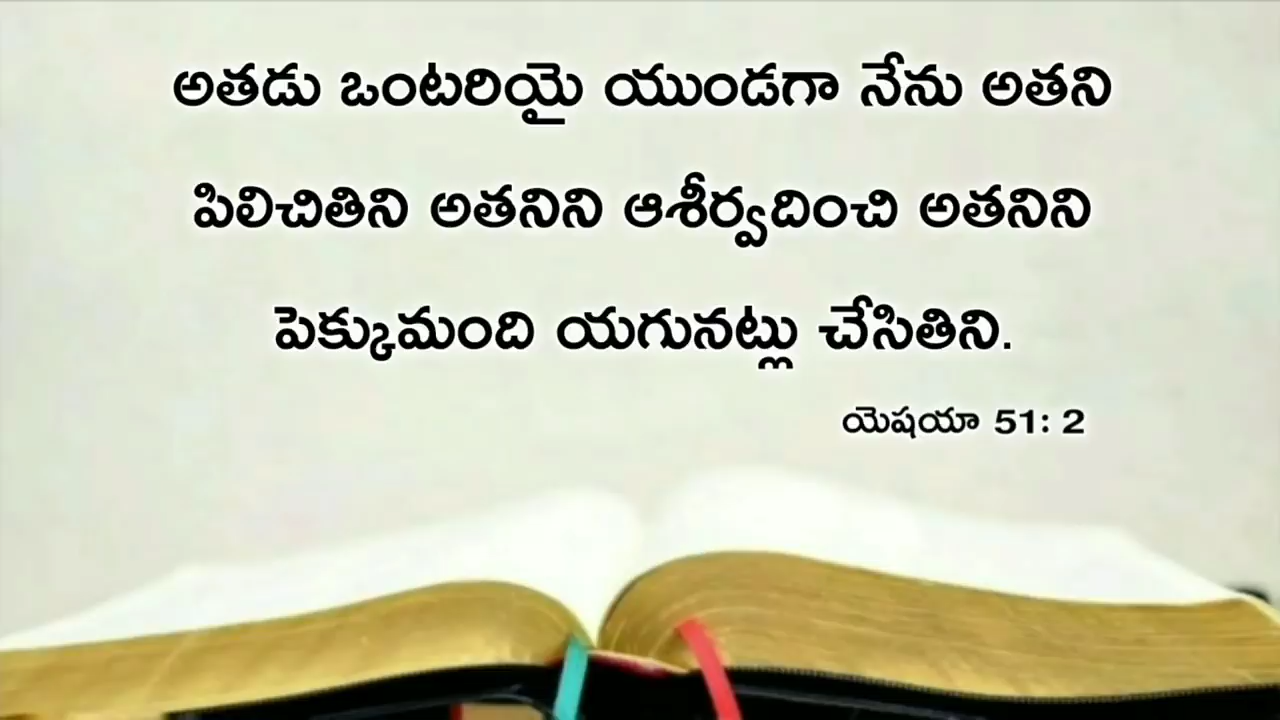 అతడు ఒంటరియై యుండగా నేను అతని
పిలిచితిని అతనిని ఆశీర్వదించి అతనిని
పెక్కుమంది యగునట్లు చేసితిని.
యెషయా 51: 2